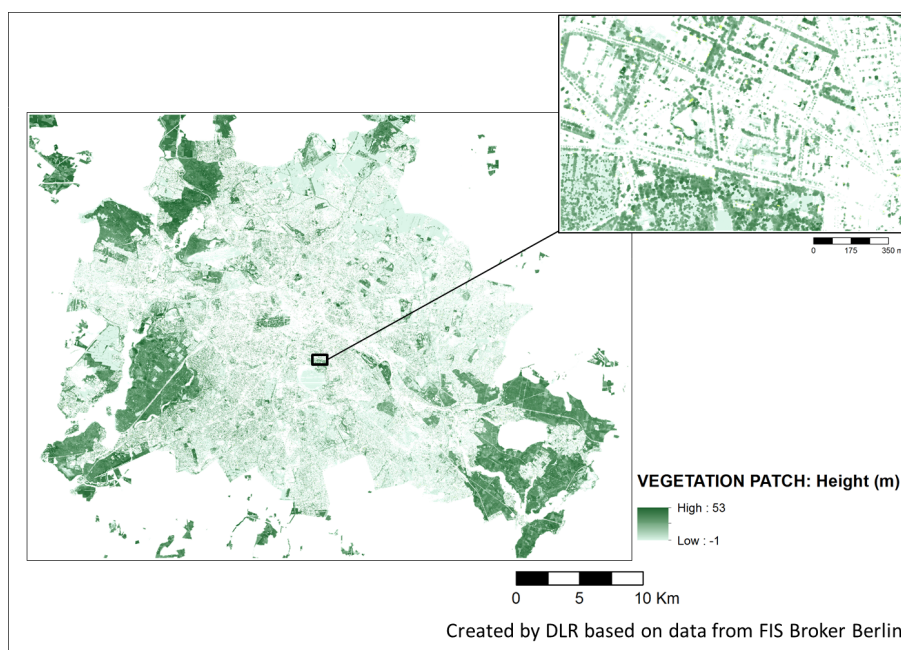 0 175 350 m
VEGETATION PATCH: Height (m)
High : 53
Low : -1
0 5 10 Km
Created by DLR based on data from FIS Broker Berlin